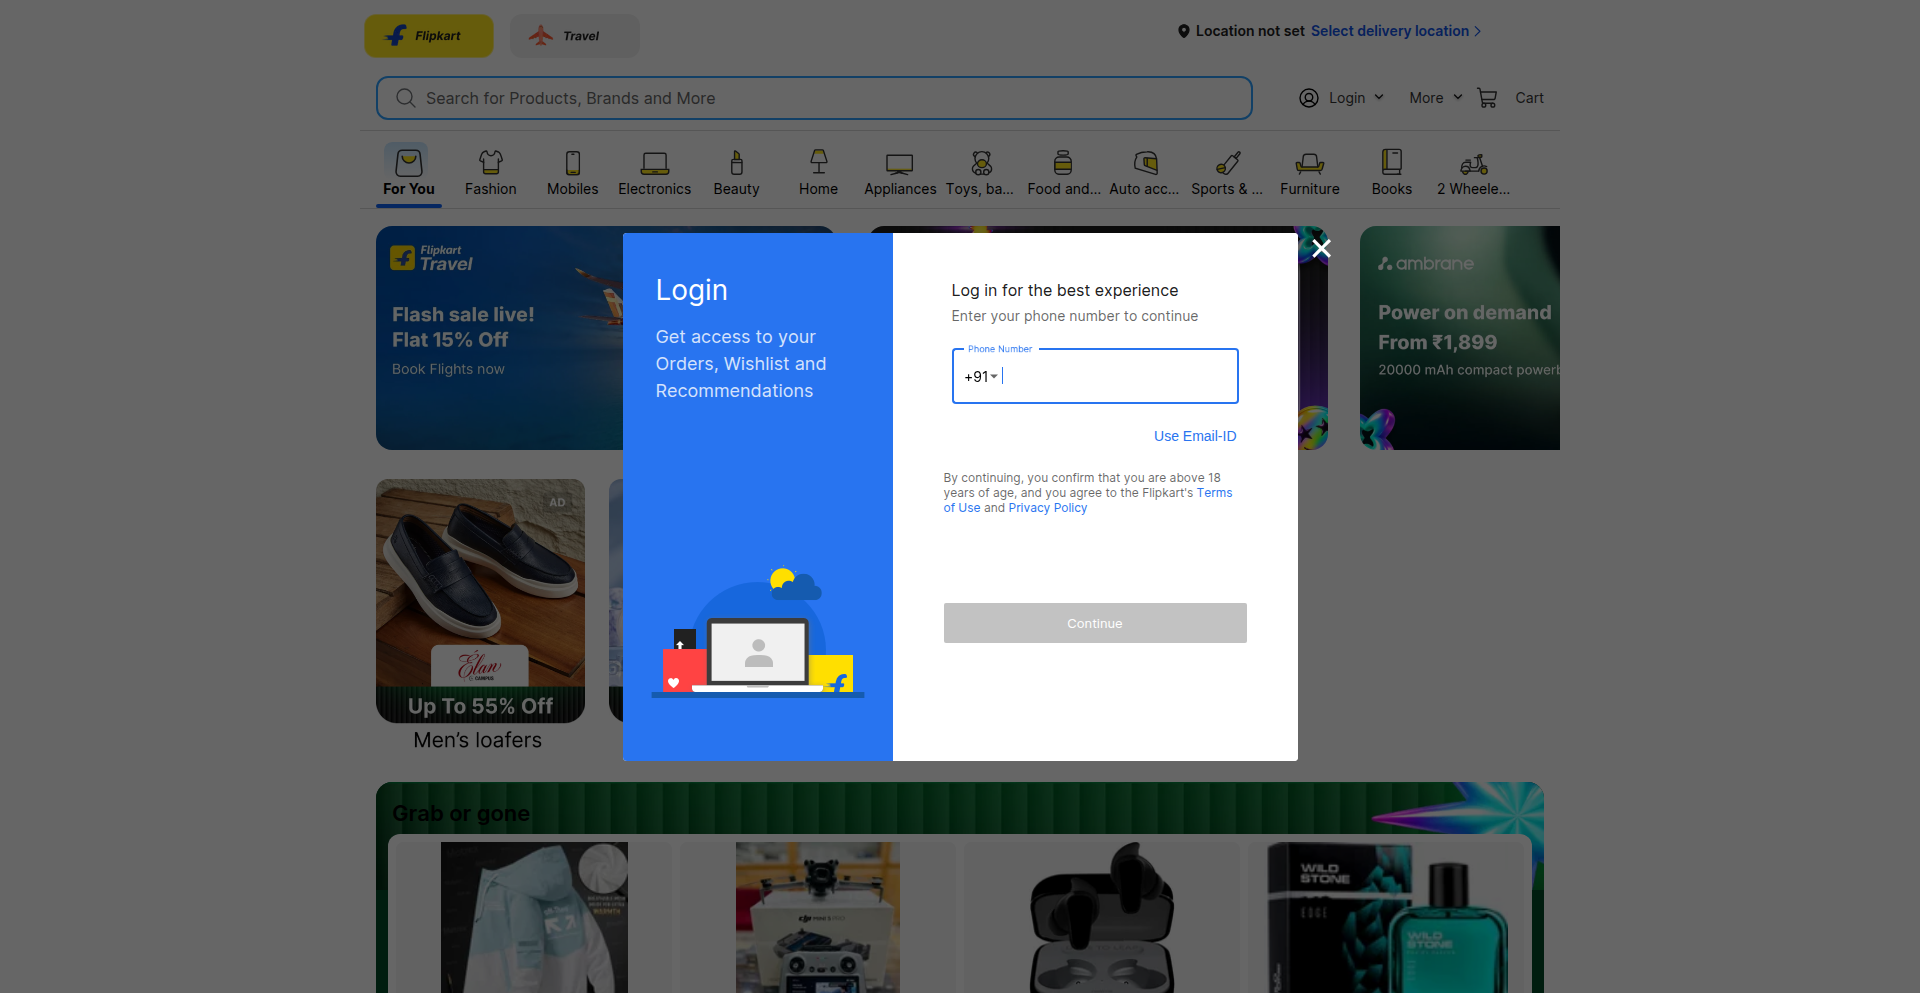 Flipkart
Travel
Location not set Select delivery location
Search for Products, Brands and More
Login
More
Cart
For You
Fashion
Mobiles
Electronics
Beauty
Home
Appliances
Toys, ba...
Food and...
Auto acc...
Sports & ...
Furniture
Books
2 Wheele...
Flipkart
Travel
Flash sale live!
Flat 15% Off
Book Flights now
ambrane
Power on demand
From ₹1,899
20000 mAh compact powerb
Login
Get access to your
Orders, Wishlist and
Recommendations
Log in for the best experience
Enter your phone number to continue
Phone Number
+91
Use Email-ID
By continuing, you confirm that you are above 18
years of age, and you agree to the Flipkart's Terms
of Use and Privacy Policy
Continue
AD
Élan
CAMPUS
Up To 55% Off
Men's loafers
Grab or gone
WILD
STONE
EDGE
WILD
STONE